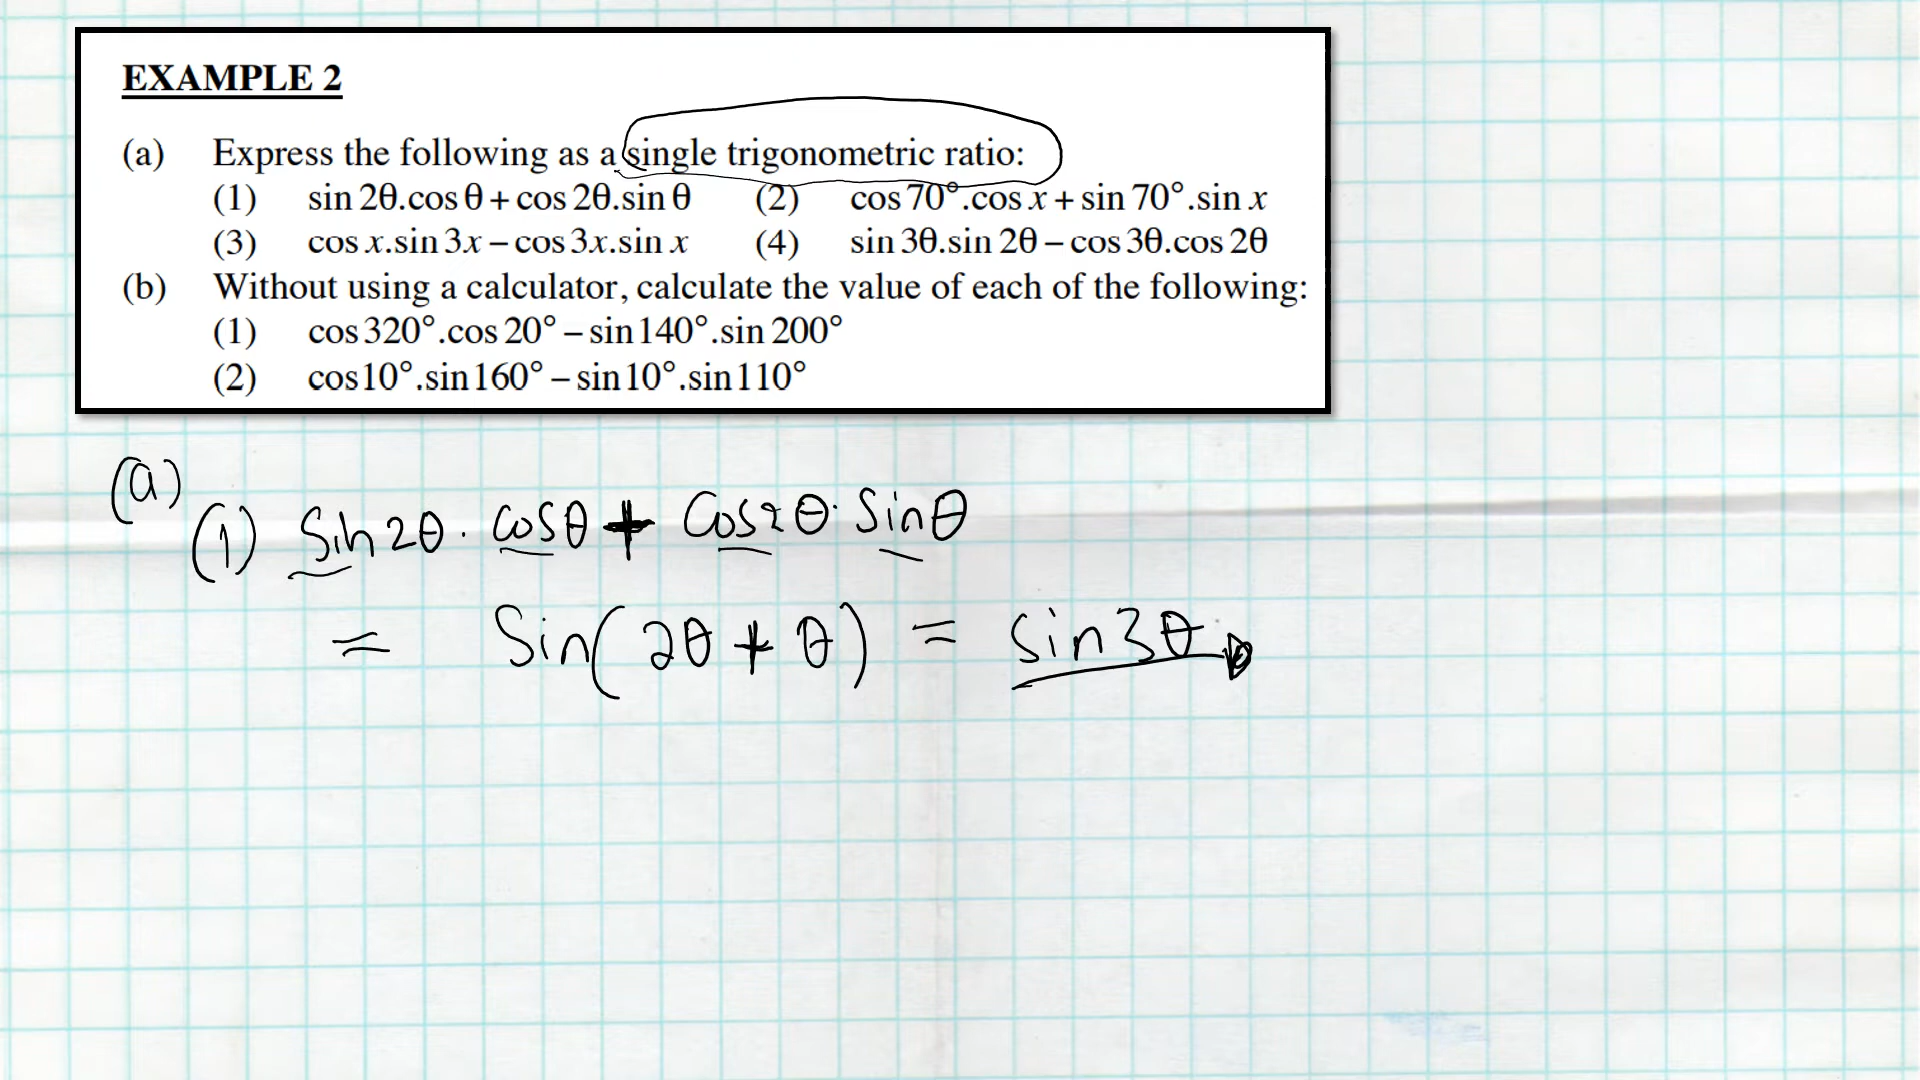 EXAMPLE 2
(a) Express the following as a single trigonometric ratio:
(1) sin 2θ.cos θ + cos 2θ.sin θ (2) cos 70°.cos x + sin 70°.sin x
(3) cos x.sin 3x – cos 3x.sin x (4) sin 3θ.sin 2θ – cos 3θ.cos 2θ
(b) Without using a calculator, calculate the value of each of the following:
(1) cos 320°.cos 20° – sin 140°.sin 200°
(2) cos 10°.sin 160° – sin 10°.sin 110°
(a)
(1) Sin 2θ . cos θ + Cos 2θ . Sin θ
= Sin(2θ + θ) = sin 3θ